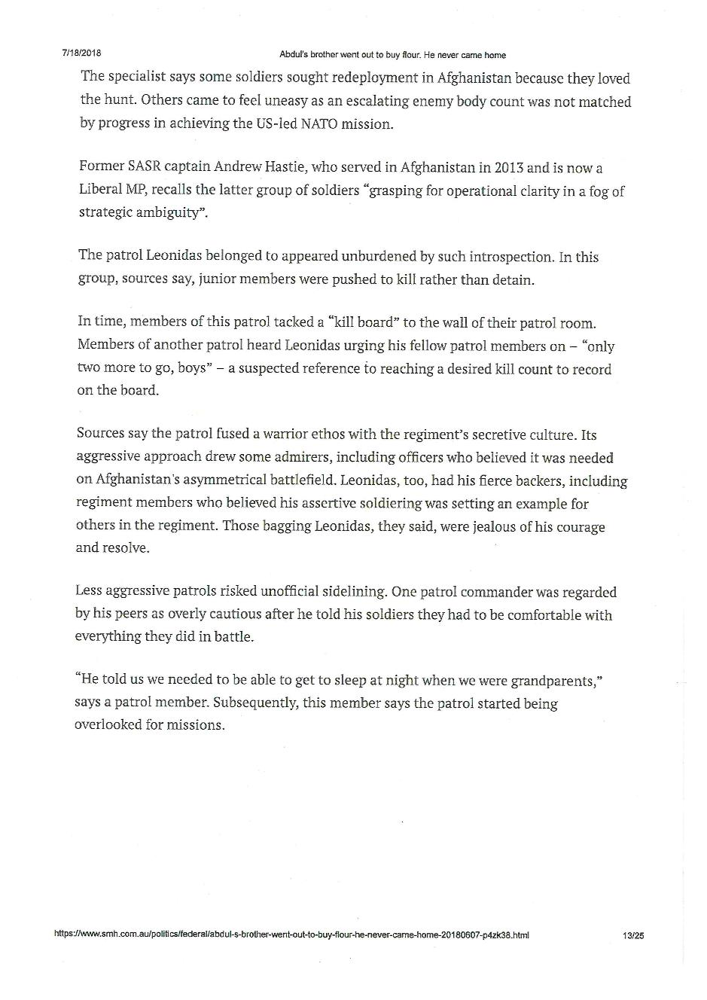 7/18/2018
Abdul's brother went out to buy flour. He never came home
The specialist says some soldiers sought redeployment in Afghanistan because they loved
the hunt. Others came to feel uneasy as an escalating enemy body count was not matched
by progress in achieving the US-led NATO mission.
Former SASR captain Andrew Hastie, who served in Afghanistan in 2013 and is now a
Liberal MP, recalls the latter group of soldiers “grasping for operational clarity in a fog of
strategic ambiguity”.
The patrol Leonidas belonged to appeared unburdened by such introspection. In this
group, sources say, junior members were pushed to kill rather than detain.
In time, members of this patrol tacked a “kill board” to the wall of their patrol room.
Members of another patrol heard Leonidas urging his fellow patrol members on – “only
two more to go, boys” – a suspected reference to reaching a desired kill count to record
on the board.
Sources say the patrol fused a warrior ethos with the regiment's secretive culture. Its
aggressive approach drew some admirers, including officers who believed it was needed
on Afghanistan's asymmetrical battlefield. Leonidas, too, had his fierce backers, including
regiment members who believed his assertive soldiering was setting an example for
others in the regiment. Those bagging Leonidas, they said, were jealous of his courage
and resolve.
Less aggressive patrols risked unofficial sidelining. One patrol commander was regarded
by his peers as overly cautious after he told his soldiers they had to be comfortable with
everything they did in battle.
“He told us we needed to be able to get to sleep at night when we were grandparents,”
says a patrol member. Subsequently, this member says the patrol started being
overlooked for missions.
https://www.smh.com.au/politics/federal/abdul-s-brother-went-out-to-buy-flour-he-never-came-home-20180607-p4zk38.html
13/25